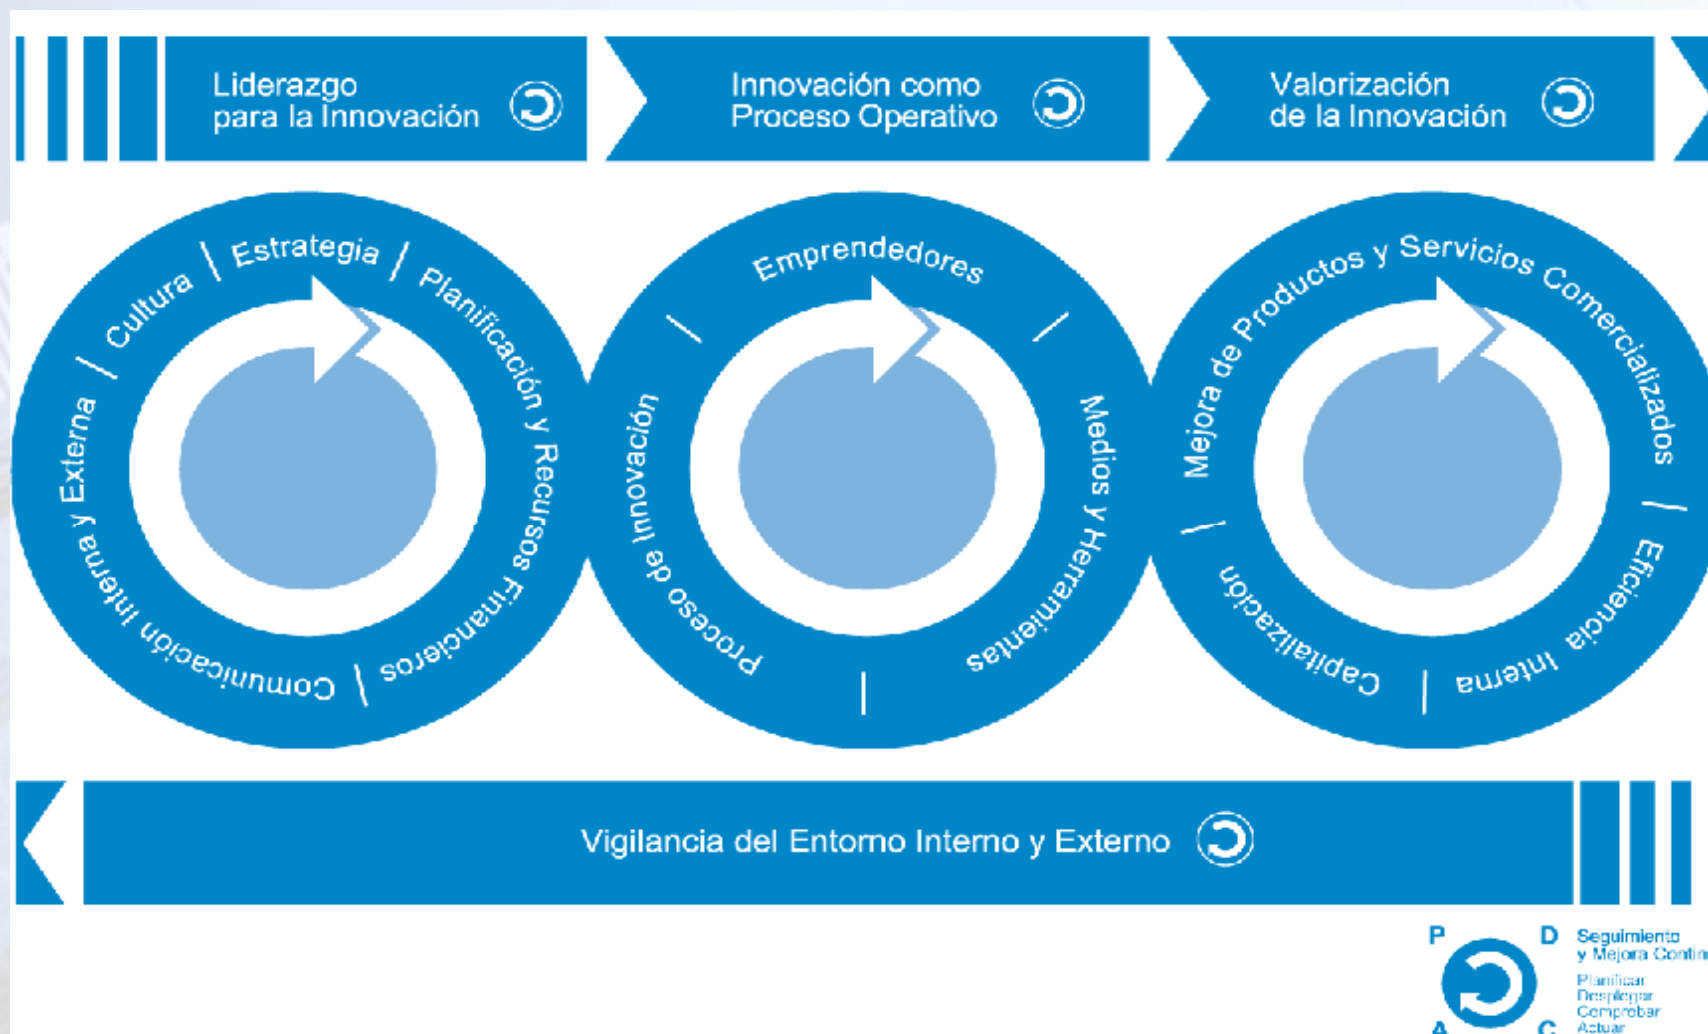 Liderazgo
para la Innovación
Innovación como
Proceso Operativo
Valorización
de la Innovación
Comunicación Interna y Externa / Cultura / Estrategia / Planificación y Recursos Financieros
Proceso de Innovación
Emprendedores
Medios y Herramientas
Capitalización
Mejora de Productos y Servicios Comercializados
Eficiencia Interna
Vigilancia del Entorno Interno y Externo
P D
Seguimiento
y Mejora Contin
Planificar
Desplegar
Comprobar
Actuar
A C